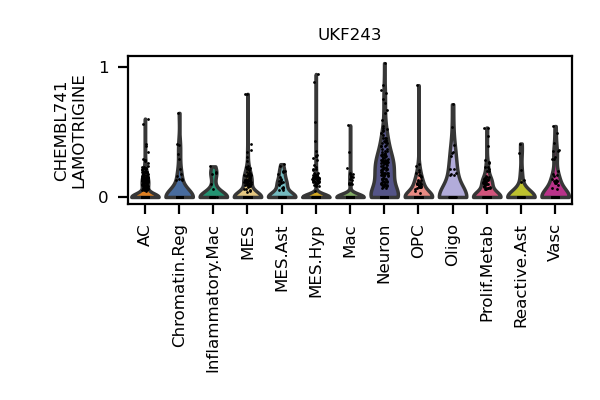 UKF243
CHEMBL741
LAMOTRIGINE
1
0
AC
Chromatin.Reg
Inflammatory.Mac
MES
MES.Ast
MES.Hyp
Mac
Neuron
OPC
Oligo
Prolif.Metab
Reactive.Ast
Vasc